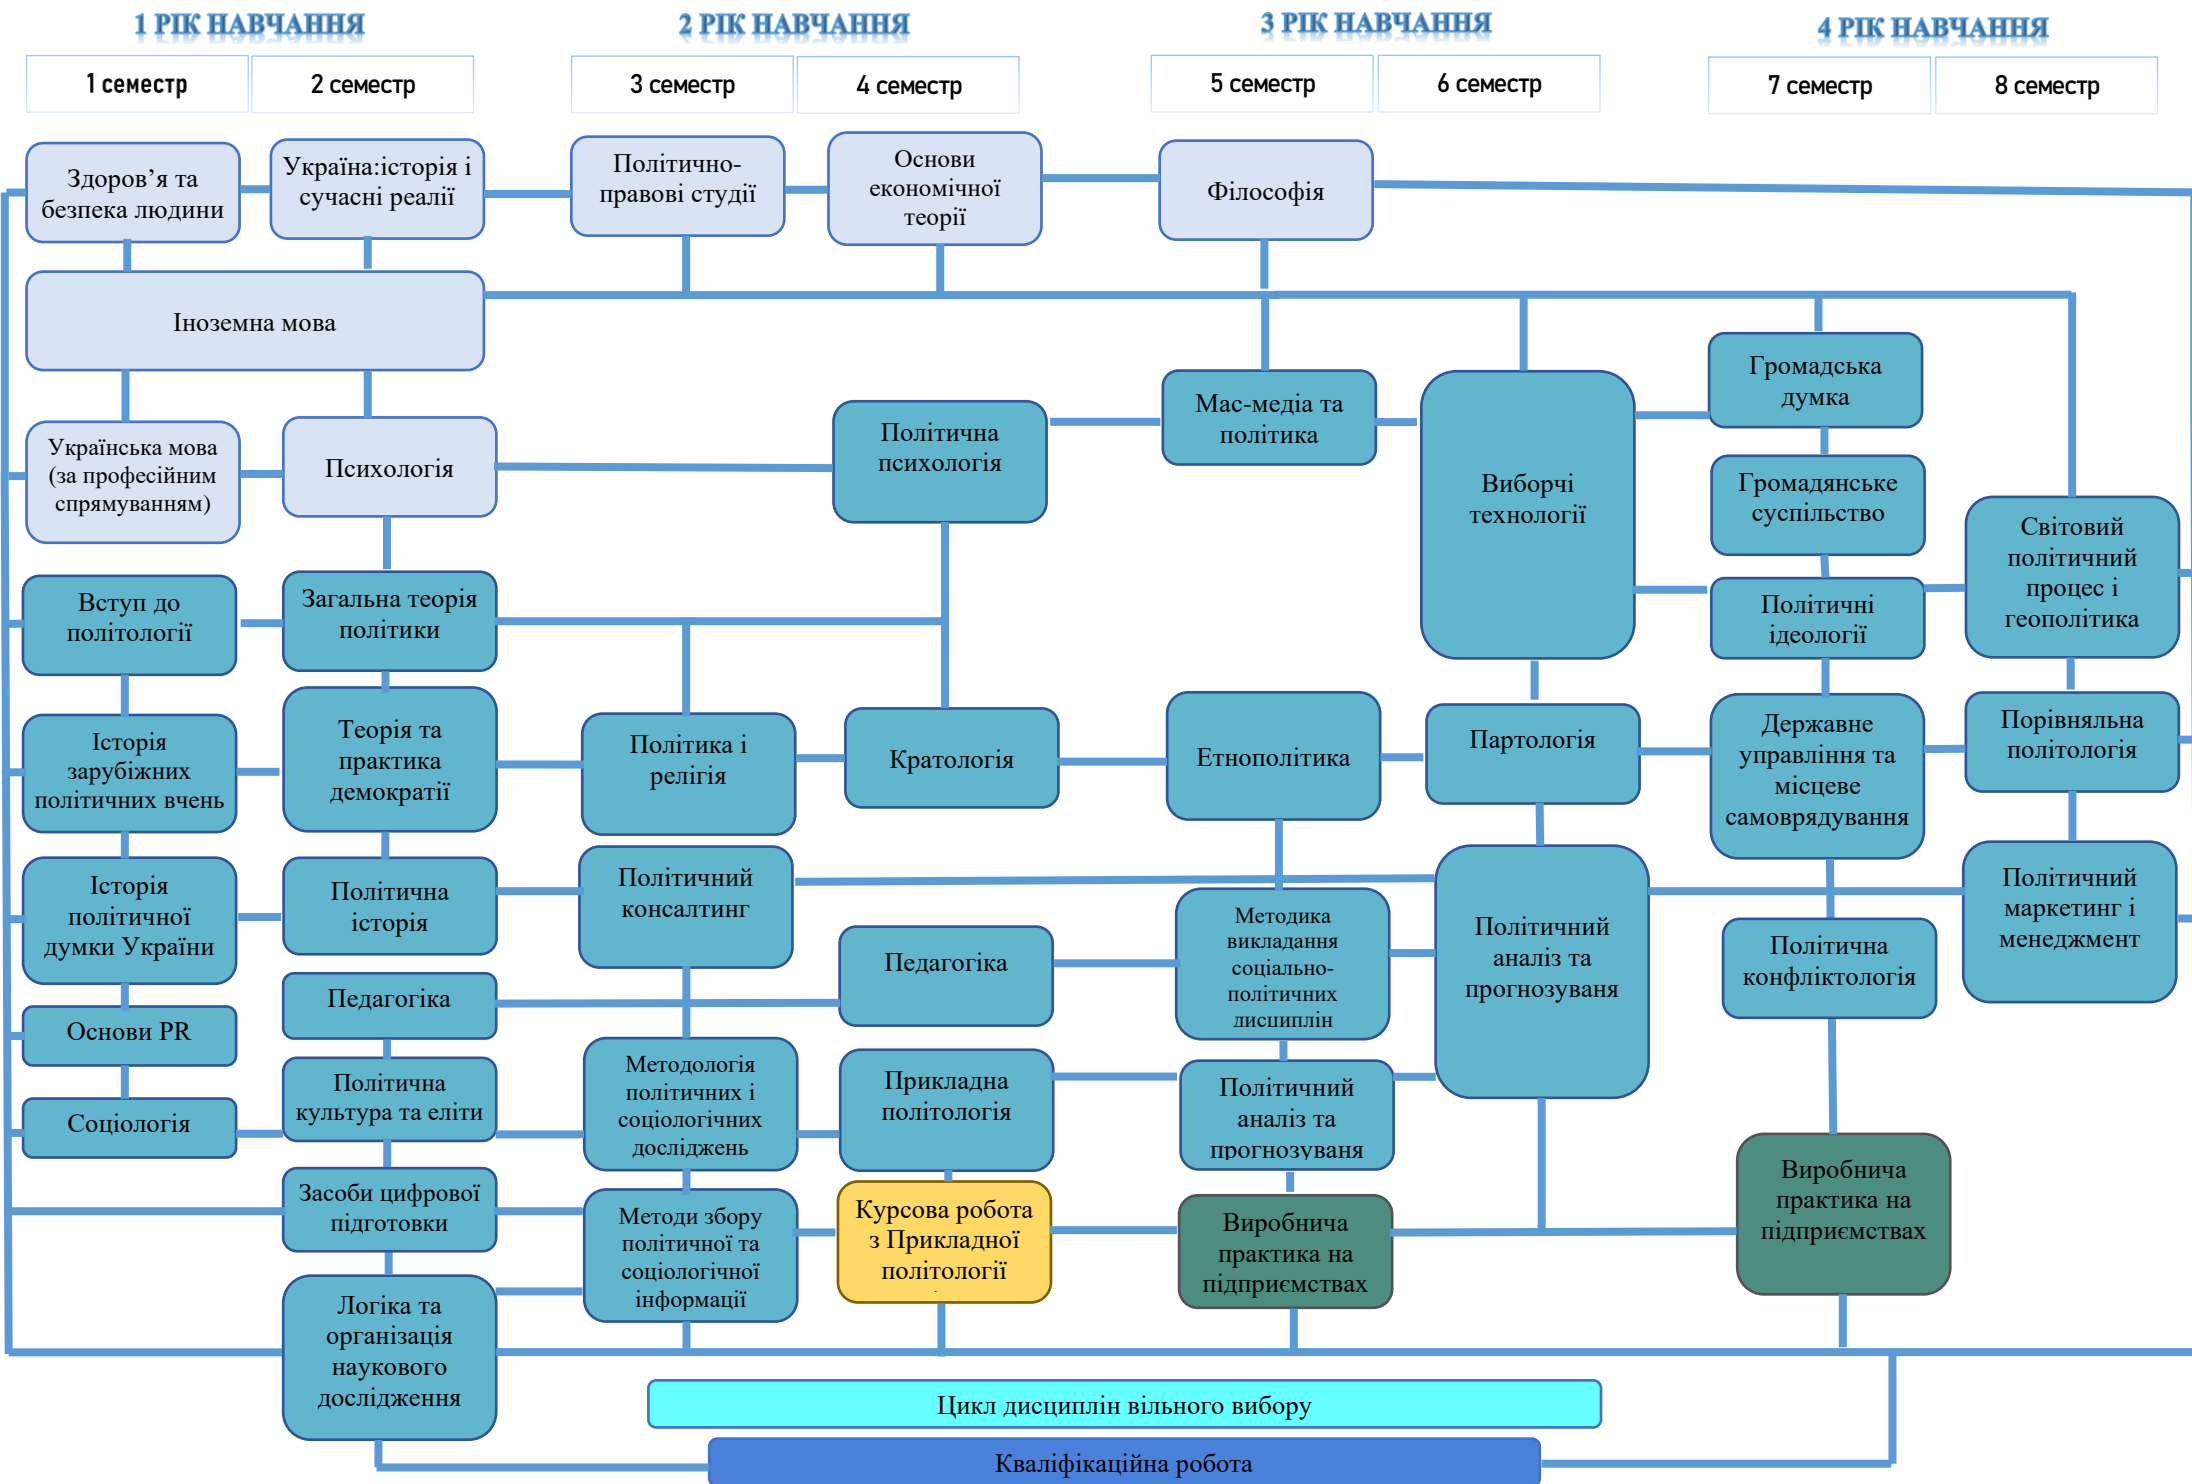 1 РІК НАВЧАННЯ
2 РІК НАВЧАННЯ
3 РІК НАВЧАННЯ
4 РІК НАВЧАННЯ
1 семестр
2 семестр
3 семестр
4 семестр
5 семестр
6 семестр
7 семестр
8 семестр
Здоров’я та
безпека людини
Україна:історія і
сучасні реалії
Політично-
правові студії
Основи
економічної
теорії
Філософія
Іноземна мова
Українська мова
(за професійним
спрямуванням)
Психологія
Політична
психологія
Мас-медіа та
політика
Виборчі
технології
Громадська
думка
Громадянське
суспільство
Політичні
ідеології
Світовий
політичний
процес і
геополітика
Вступ до
політології
Загальна теорія
політики
Історія
зарубіжних
політичних вчень
Теорія та
практика
демократії
Політика і
релігія
Кратологія
Етнополітика
Партологія
Державне
управління та
місцеве
самоврядування
Порівняльна
політологія
Історія
політичної
думки України
Політична
історія
Політичний
консалтинг
Педагогіка
Методика
викладання
соціально-
політичних
дисциплін
Політичний
аналіз та
прогнозуваня
Політична
конфліктологія
Політичний
маркетинг і
менеджмент
Основи PR
Педагогіка
Соціологія
Політична
культура та еліти
Методологія
політичних і
соціологічних
досліджень
Прикладна
політологія
Політичний
аналіз та
прогнозуваня
Засоби цифрової
підготовки
Методи збору
політичної та
соціологічної
інформації
Курсова робота
з Прикладної
політології
Виробнича
практика на
підприємствах
Виробнича
практика на
підприємствах
Логіка та
організація
наукового
дослідження
Цикл дисциплін вільного вибору
Кваліфікаційна робота